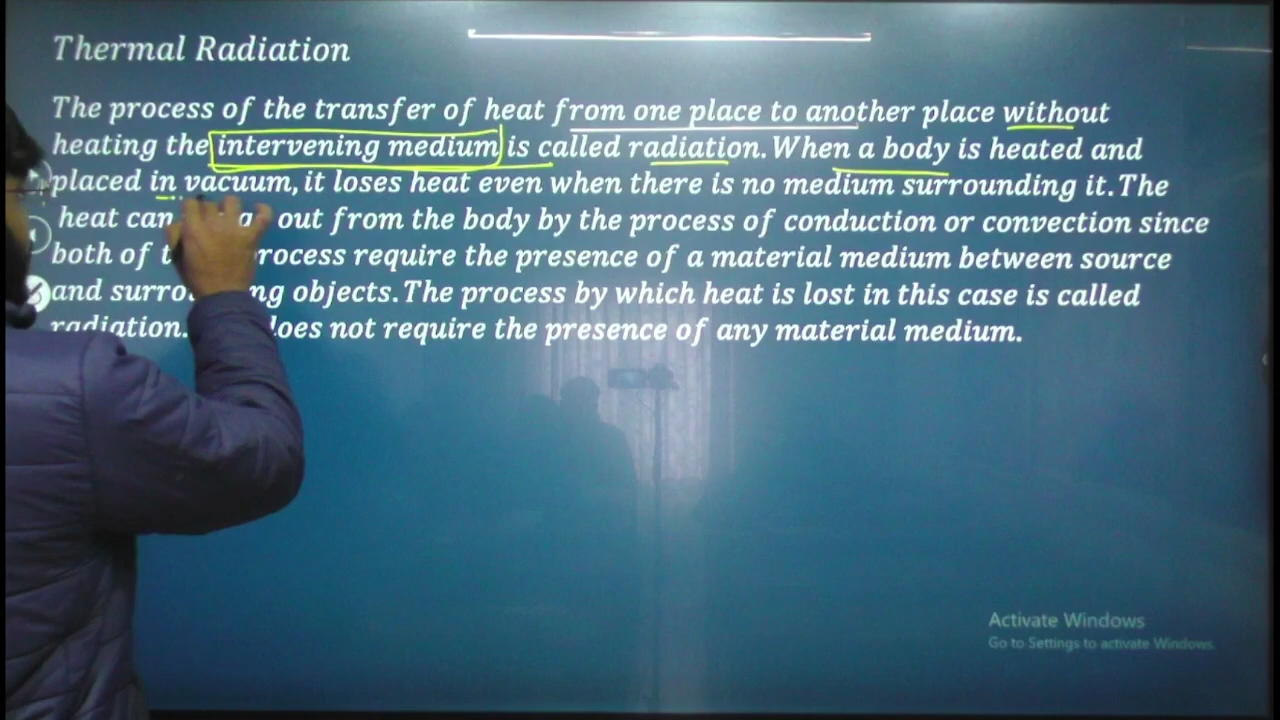 Thermal Radiation
The process of the transfer of heat from one place to another place without
heating the intervening medium is called radiation. When a body is heated and
placed in vacuum, it loses heat even when there is no medium surrounding it. The
heat can out from the body by the process of conduction or convection since
both of process require the presence of a material medium between source
and objects. The process by which heat is lost in this case is called
radiation. does not require the presence of any material medium.
Activate Windows
Go to Settings to activate Windows.